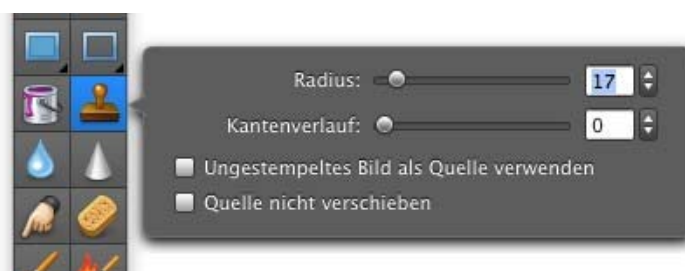 Radius: 17
Kantenverlauf: 0
Ungestempeltes Bild als Quelle verwenden
Quelle nicht verschieben